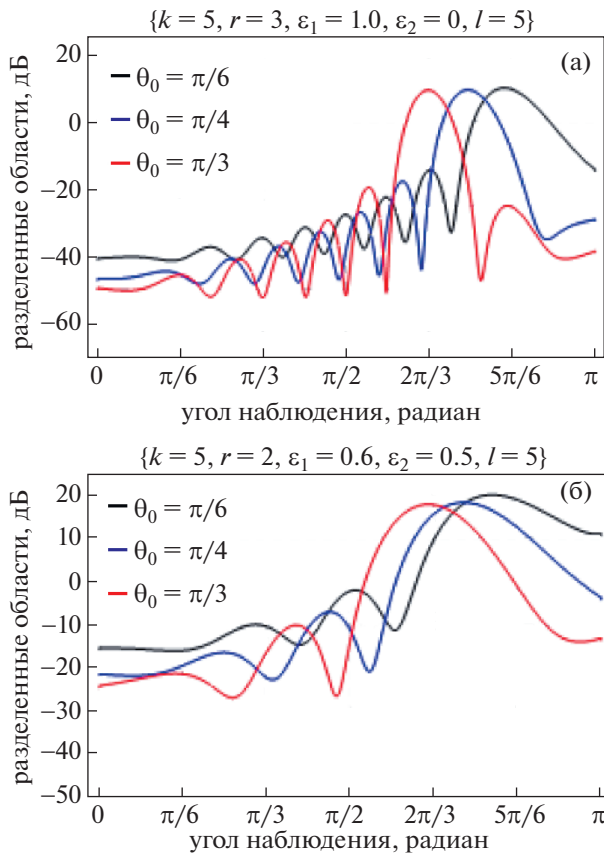 {k = 5, r = 3, ε₁ = 1.0, ε₂ = 0, l = 5}
(а)
разделенные области, дБ
20
0
−20
−40
−60
θ₀ = π/6
θ₀ = π/4
θ₀ = π/3
0 π/6 π/3 π/2 2π/3 5π/6 π
угол наблюдения, радиан
{k = 5, r = 2, ε₁ = 0.6, ε₂ = 0.5, l = 5}
(б)
разделенные области, дБ
20
10
0
−10
−20
−30
−40
−50
θ₀ = π/6
θ₀ = π/4
θ₀ = π/3
0 π/6 π/3 π/2 2π/3 5π/6 π
угол наблюдения, радиан